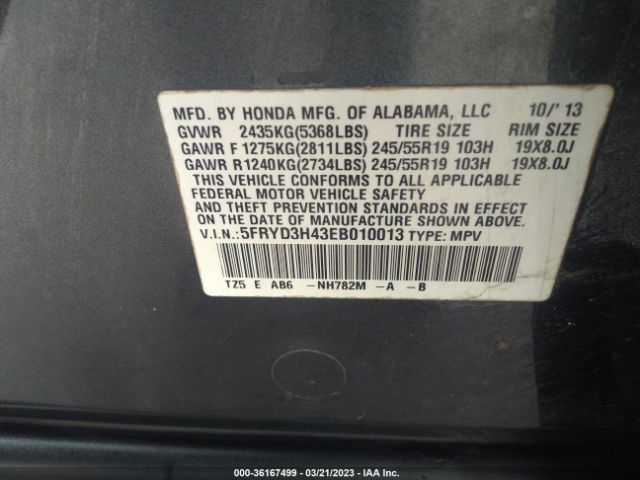 MFD. BY HONDA MFG. OF ALABAMA, LLC 10/'13
GVWR 2435KG(5368LBS) TIRE SIZE RIM SIZE
GAWR F 1275KG(2811LBS) 245/55R19 103H 19X8.0J
GAWR R 1240KG(2734LBS) 245/55R19 103H 19X8.0J
THIS VEHICLE CONFORMS TO ALL APPLICABLE
FEDERAL MOTOR VEHICLE SAFETY
AND THEFT PREVENTION STANDARDS IN EFFECT
ON THE DATE OF MANUFACTURE SHOWN ABOVE.
V.I.N.:5FRYD3H43EB010013 TYPE: MPV
TZ5 E AB6 -NH782M -A -B
000-36167499 - 03/21/2023 - IAA Inc.